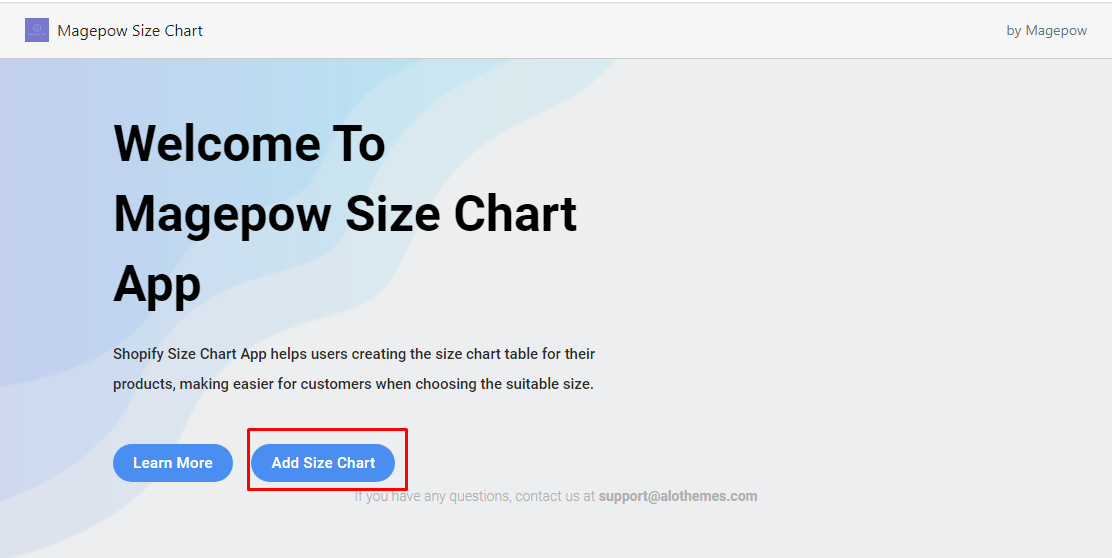 Magepow Size Chart
by Magepow
Welcome To
Magepow Size Chart
App
Shopify Size Chart App helps users creating the size chart table for their
products, making easier for customers when choosing the suitable size.
Learn More
Add Size Chart
If you have any questions, contact us at support@alothemes.com